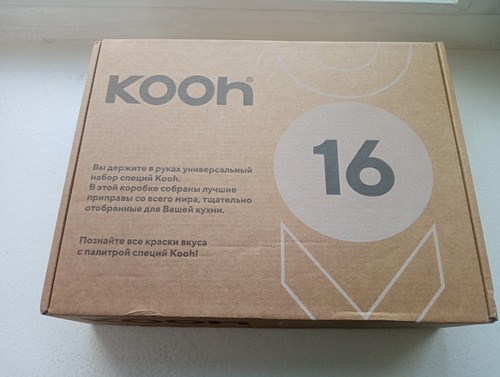 KOOh®
16
Вы держите в руках универсальный
набор специй Kooh.
В этой коробке собраны лучшие
приправы со всего мира, тщательно
отобранные для Вашей кухни.
Познайте все краски вкуса
с палитрой специй Kooh!
KOOh